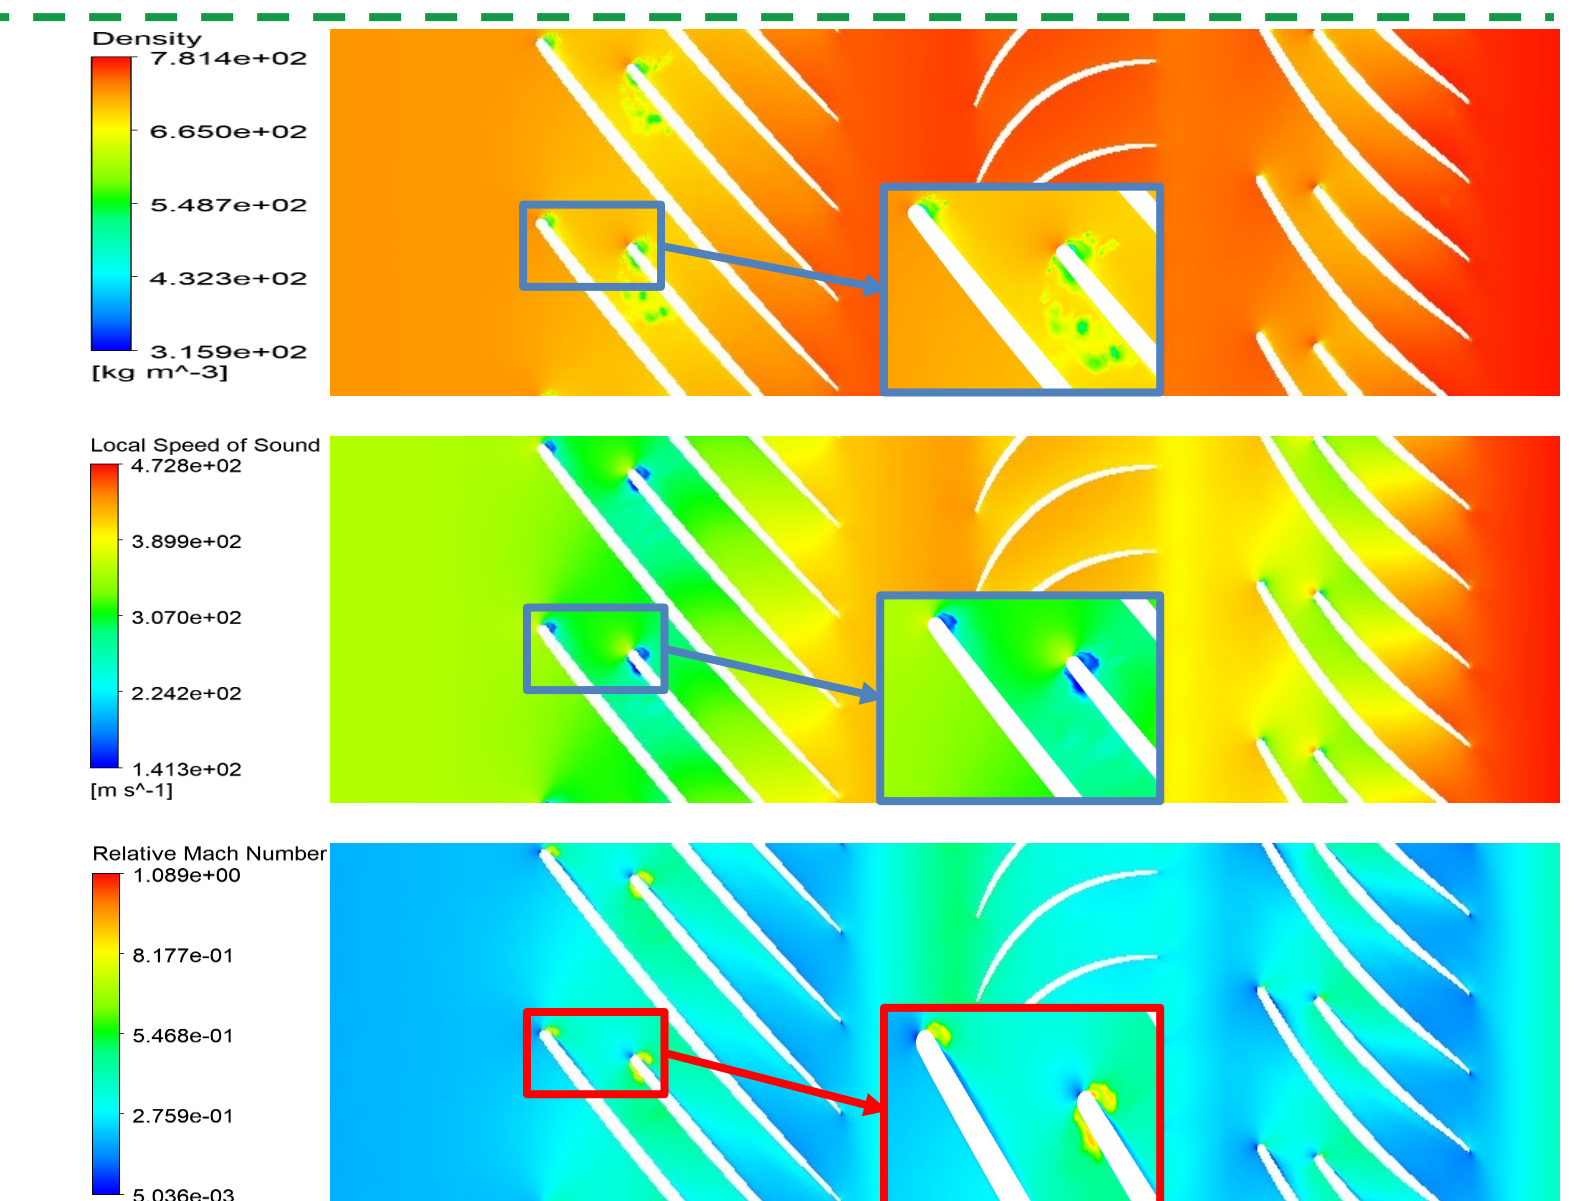 Density
7.814e+02
6.650e+02
5.487e+02
4.323e+02
3.159e+02
[kg m^-3]
Local Speed of Sound
4.728e+02
3.899e+02
3.070e+02
2.242e+02
1.413e+02
[m s^-1]
Relative Mach Number
1.089e+00
8.177e-01
5.468e-01
2.759e-01
5.036e-03